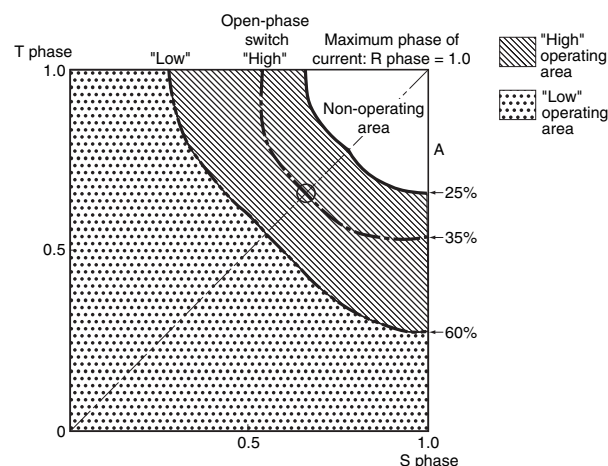 T phase
Open-phase
switch
"High"
Maximum phase of
current: R phase = 1.0
"Low"
1.0
Non-operating
area
A
25%
35%
0.5
60%
0
0.5
1.0
S phase
"High"
operating
area
"Low"
operating
area